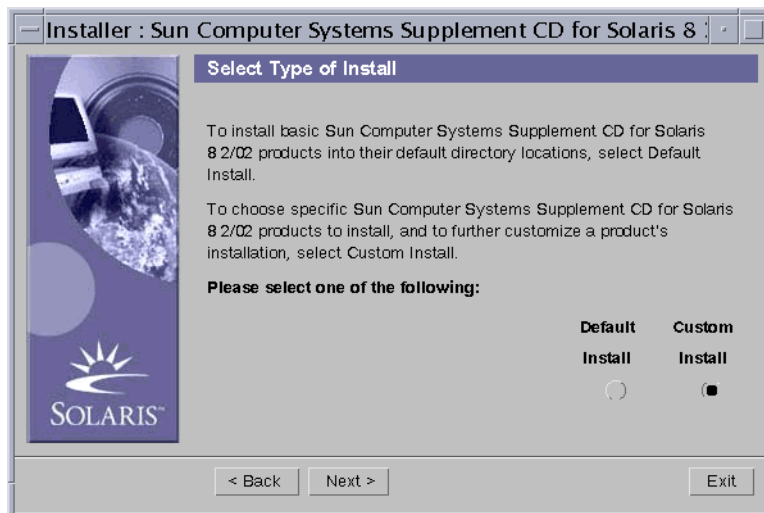 Installer : Sun Computer Systems Supplement CD for Solaris 8
Select Type of Install
To install basic Sun Computer Systems Supplement CD for Solaris
8 2/02 products into their default directory locations, select Default
Install.
To choose specific Sun Computer Systems Supplement CD for Solaris
8 2/02 products to install, and to further customize a product's
installation, select Custom Install.
Please select one of the following:
Default Custom
Install Install
SOLARIS™
< Back Next > Exit